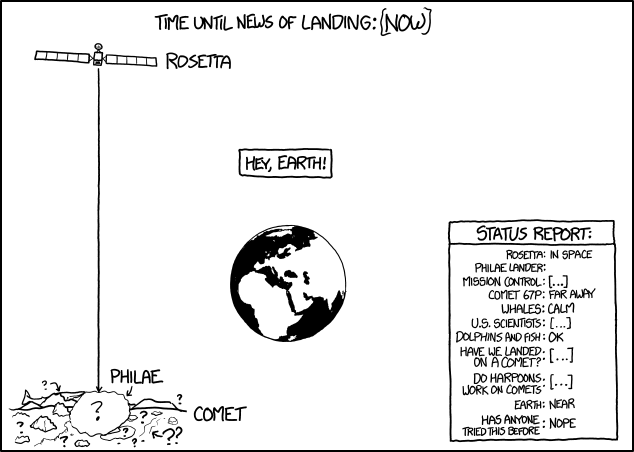 TIME UNTIL NEWS OF LANDING: [NOW]
ROSETTA
HEY, EARTH!
STATUS REPORT:
ROSETTA: IN SPACE
PHILAE LANDER:
MISSION CONTROL: [...]
COMET 67P: FAR AWAY
WHALES: CALM
U.S. SCIENTISTS: [...]
DOLPHINS AND FISH: OK
HAVE WE LANDED
ON A COMET?: [...]
DO HARPOONS
WORK ON COMETS: [...]
EARTH: NEAR
HAS ANYONE
TRIED THIS BEFORE: NOPE
PHILAE
COMET
? ? ? ? ? ? ? ? ??